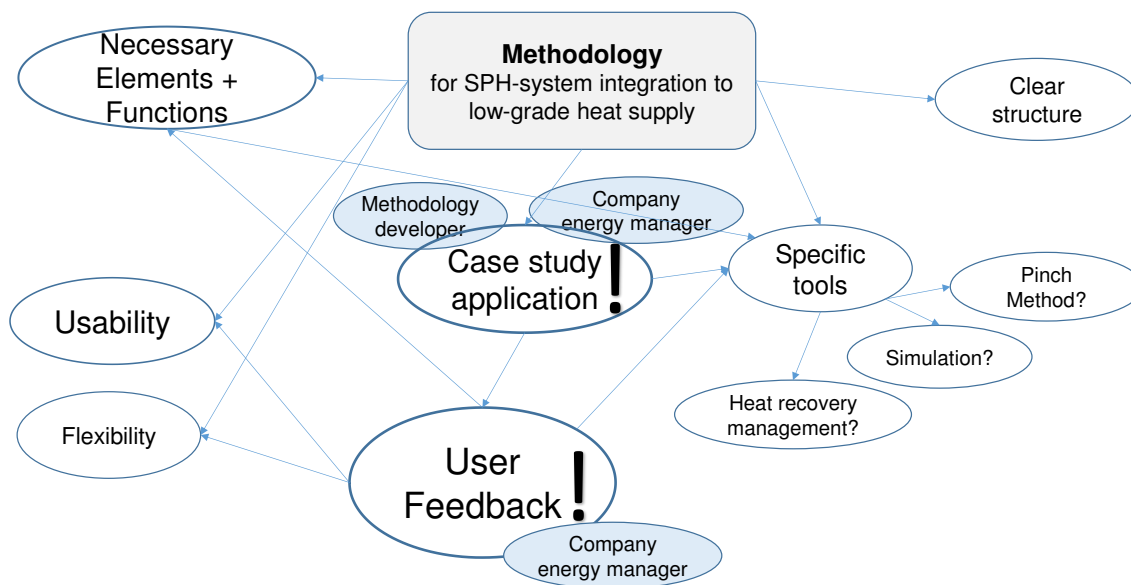 Necessary
Elements +
Functions
Methodology
for SPH-system integration to
low-grade heat supply
Clear
structure
Methodology
developer
Company
energy manager
Case study
application
!
Specific
tools
Pinch
Method?
Usability
Simulation?
Heat recovery
management?
Flexibility
User
Feedback
!
Company
energy manager